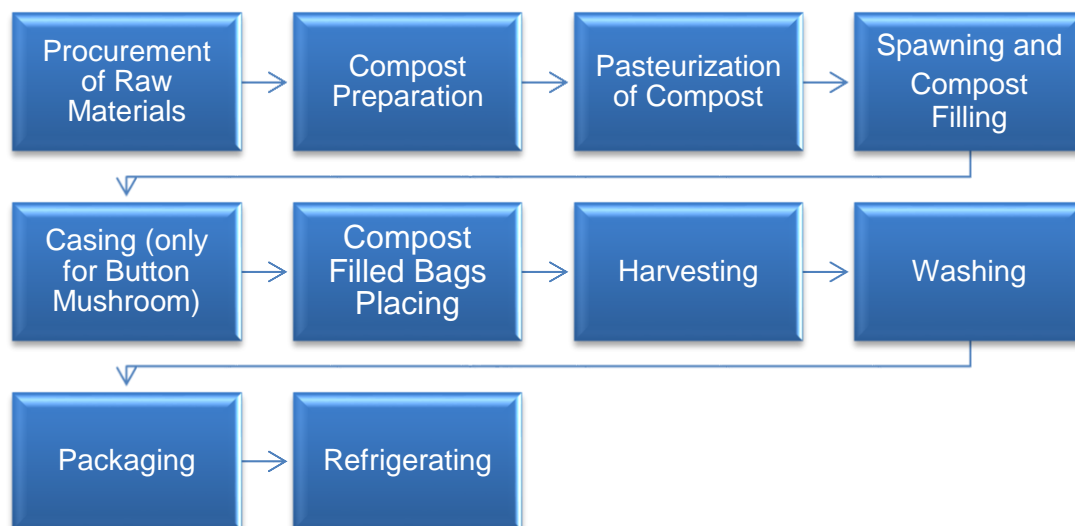 Procurement
of Raw
Materials
Compost
Preparation
Pasteurization
of Compost
Spawning and
Compost
Filling
Casing (only
for Button
Mushroom)
Compost
Filled Bags
Placing
Harvesting
Washing
Packaging
Refrigerating